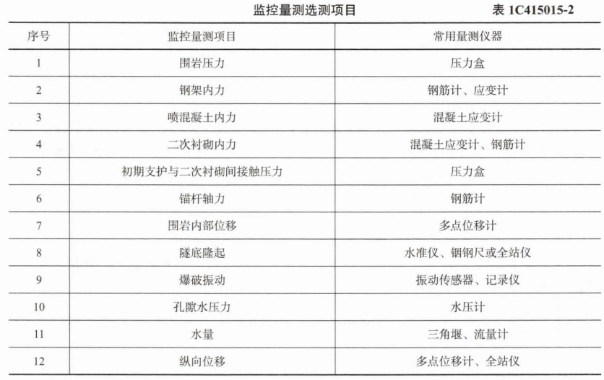 监控量测选测项目 表 1C415015-2
序号 监控量测项目 常用量测仪器
1 围岩压力 压力盒
2 钢架内力 钢筋计、应变计
3 喷混凝土内力 混凝土应变计
4 二次衬砌内力 混凝土应变计、钢筋计
5 初期支护与二次衬砌间接触压力 压力盒
6 锚杆轴力 钢筋计
7 围岩内部位移 多点位移计
8 隧底隆起 水准仪、铟钢尺或全站仪
9 爆破振动 振动传感器、记录仪
10 孔隙水压力 水压计
11 水量 三角堰、流量计
12 纵向位移 多点位移计、全站仪